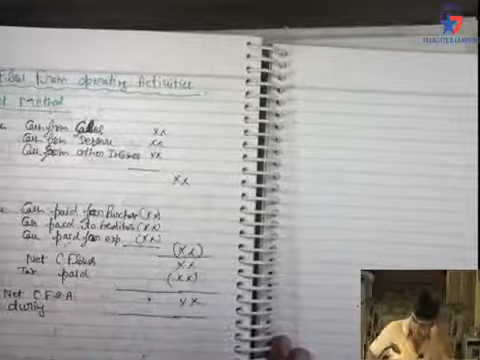 Flow from operating Activities
Method
Cash from Sales xx
Cash from Debtors xx
Cash from other Incomes xx
xx
Cash paid for Purchase (xx)
Cash paid to creditors (xx)
Cash paid for exp (xx)
(xx)
Net C Flows xx
Tax paid (xx)
Net C.F.O.A xx
during